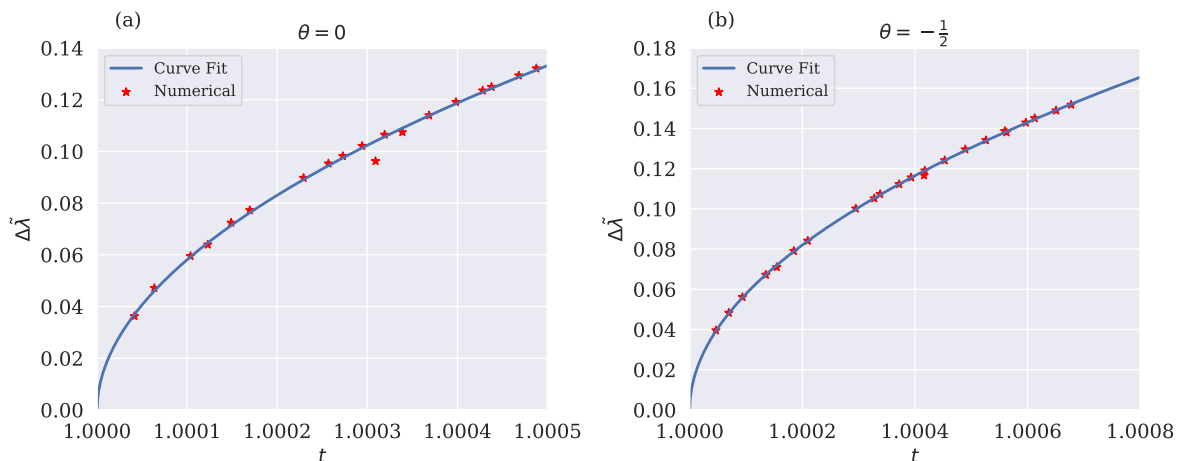 (a)
θ = 0
0.14
0.12
0.10
0.08
0.06
0.04
0.02
0.00
Δλ̃
Curve Fit
Numerical
1.0000 1.0001 1.0002 1.0003 1.0004 1.0005
t
(b)
θ = −1/2
0.18
0.16
0.14
0.12
0.10
0.08
0.06
0.04
0.02
0.00
Δλ̃
Curve Fit
Numerical
1.0000 1.0002 1.0004 1.0006 1.0008
t